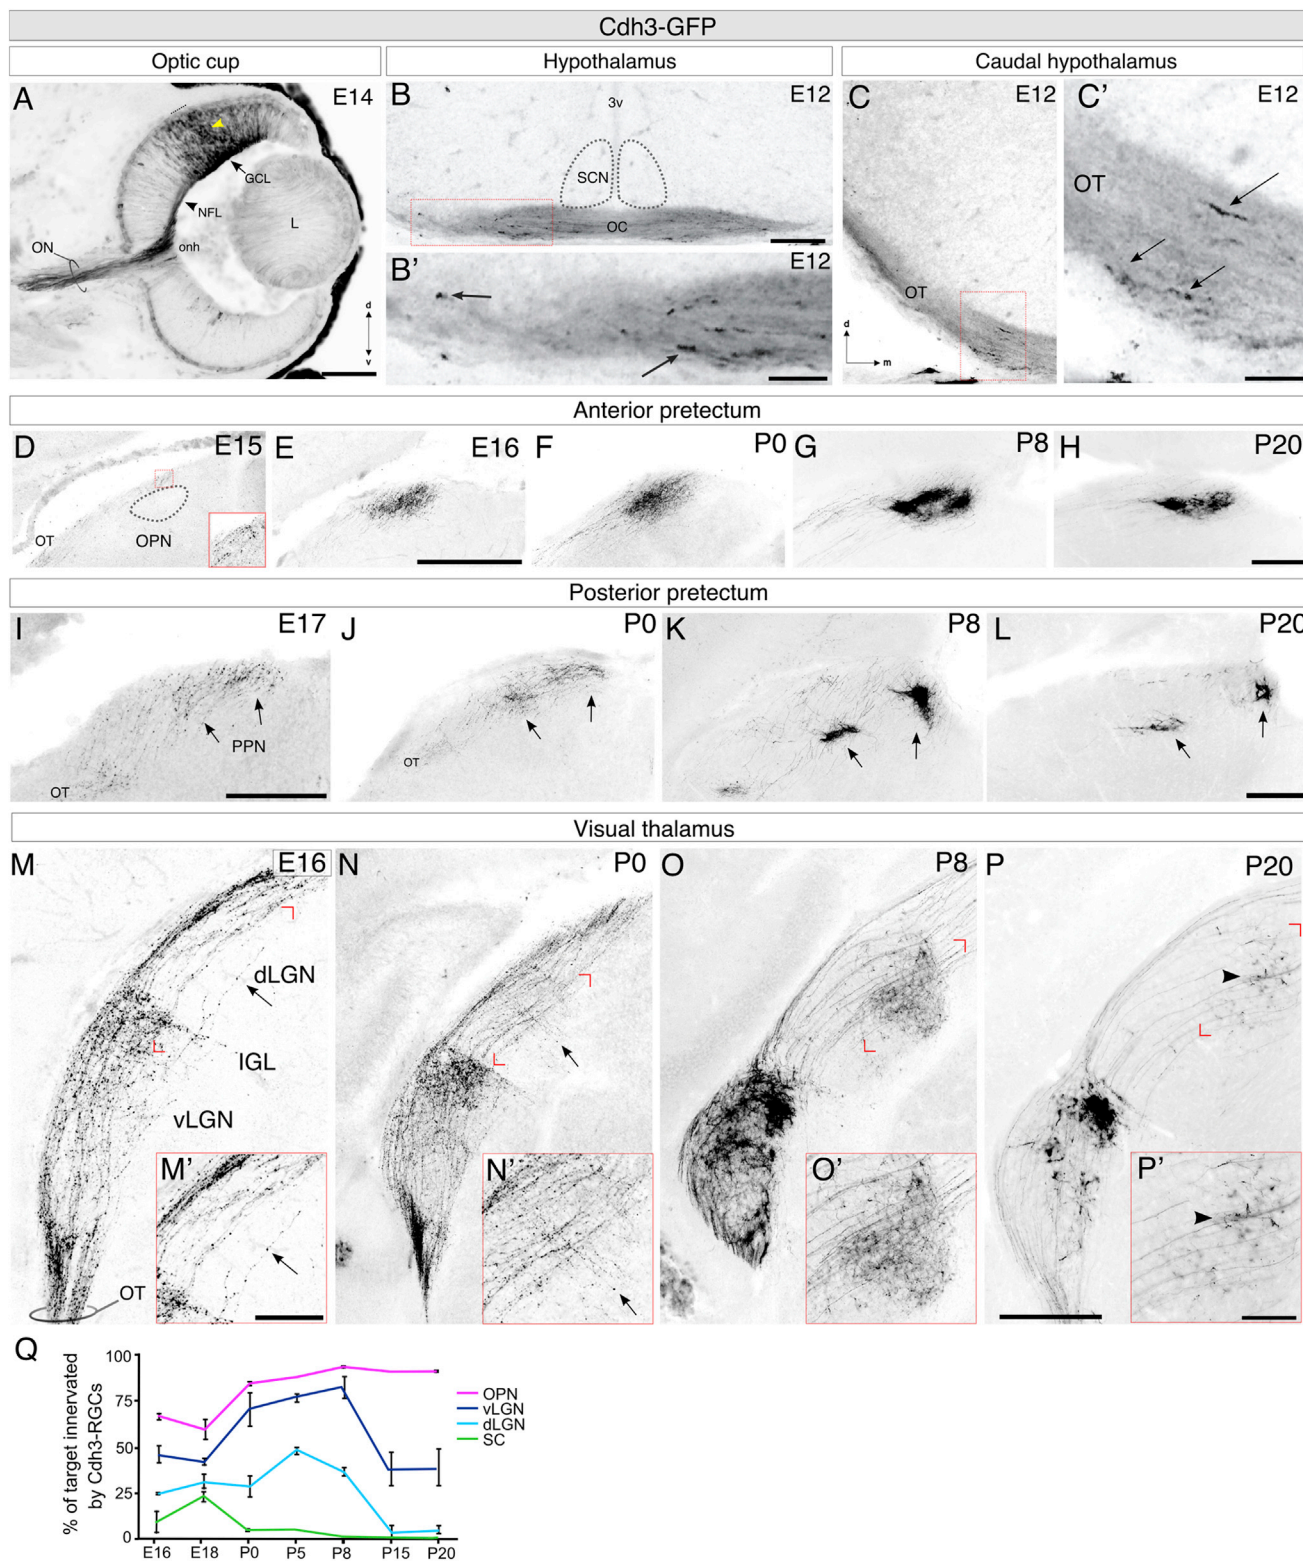 Cdh3-GFP
Optic cup
Hypothalamus
Caudal hypothalamus
A
E14
GCL
NFL
L
ON
onh
d
v
B
3v
E12
SCN
OC
B’
E12
C
E12
OT
d
m
C’
E12
OT
Anterior pretectum
D
E15
OT
OPN
E
E16
F
P0
G
P8
H
P20
Posterior pretectum
I
E17
PPN
OT
J
P0
OT
K
P8
L
P20
Visual thalamus
M
E16
dLGN
IGL
vLGN
M’
OT
N
P0
N’
O
P8
O’
P
P20
P’
Q
% of target innervated
by Cdh3-RGCs
100
75
50
25
0
E16 E18 P0 P5 P8 P15 P20
OPN
vLGN
dLGN
SC